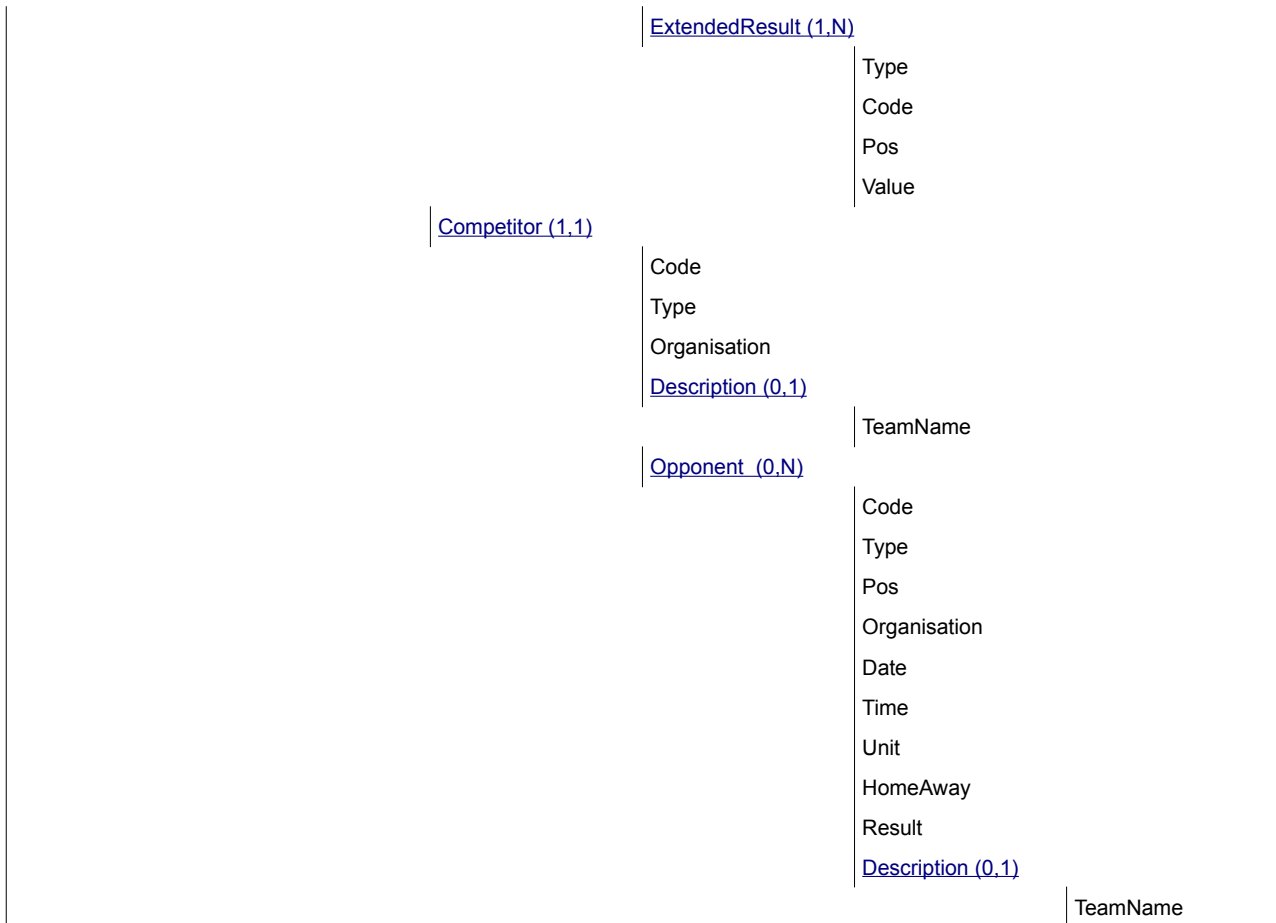 ExtendedResult (1,N)
Type
Code
Pos
Value
Competitor (1,1)
Code
Type
Organisation
Description (0,1)
TeamName
Opponent  (0,N)
Code
Type
Pos
Organisation
Date
Time
Unit
HomeAway
Result
Description (0,1)
TeamName